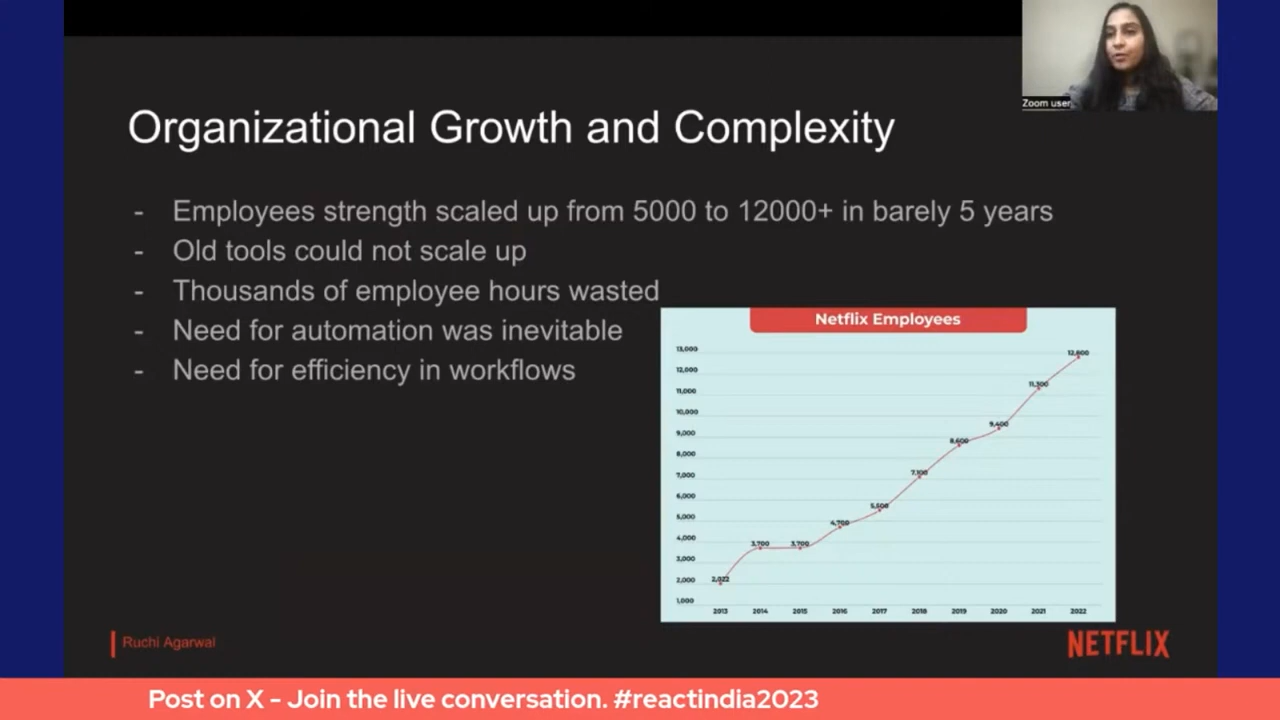 Zoom user
Organizational Growth and Complexity
- Employees strength scaled up from 5000 to 12000+ in barely 5 years
- Old tools could not scale up
- Thousands of employee hours wasted
- Need for automation was inevitable
- Need for efficiency in workflows
Netflix Employees
13,000
12,000
11,000
10,000
9,000
8,000
7,000
6,000
5,000
4,000
3,000
2,000
1,000
2,022
3,700
3,700
4,700
5,500
7,100
8,600
9,400
11,300
12,800
2013 2014 2015 2016 2017 2018 2019 2020 2021 2022
Ruchi Agarwal
NETFLIX
Post on X - Join the live conversation. #reactindia2023